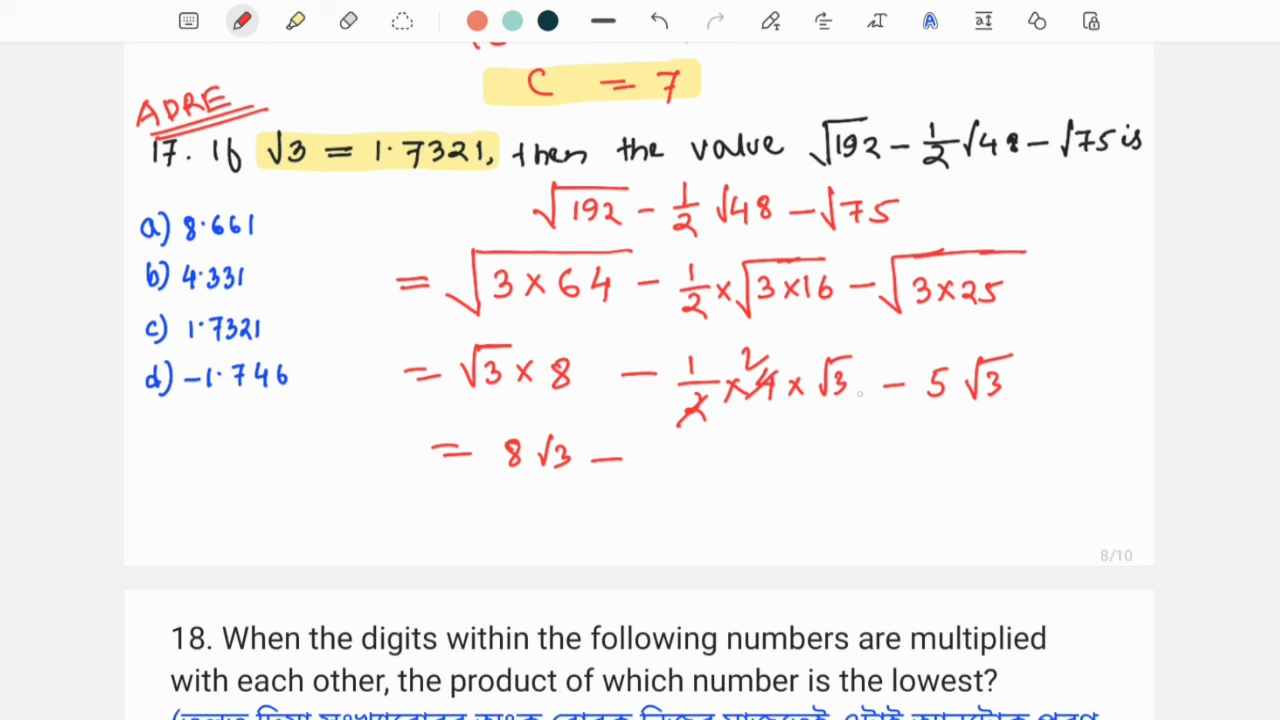 C = 7
ADRE
17. If √3 = 1.7321, then the value √192 - 1/2 √48 - √75 is
√192 - 1/2 √48 - √75
a) 8.661
= √3×64 - 1/2 × √3×16 - √3×25
b) 4.331
c) 1.7321
= √3 × 8 - 1/2 × 4 2 × √3 - 5 √3
d) -1.746
= 8√3 -
8/10
18. When the digits within the following numbers are multiplied
with each other, the product of which number is the lowest?